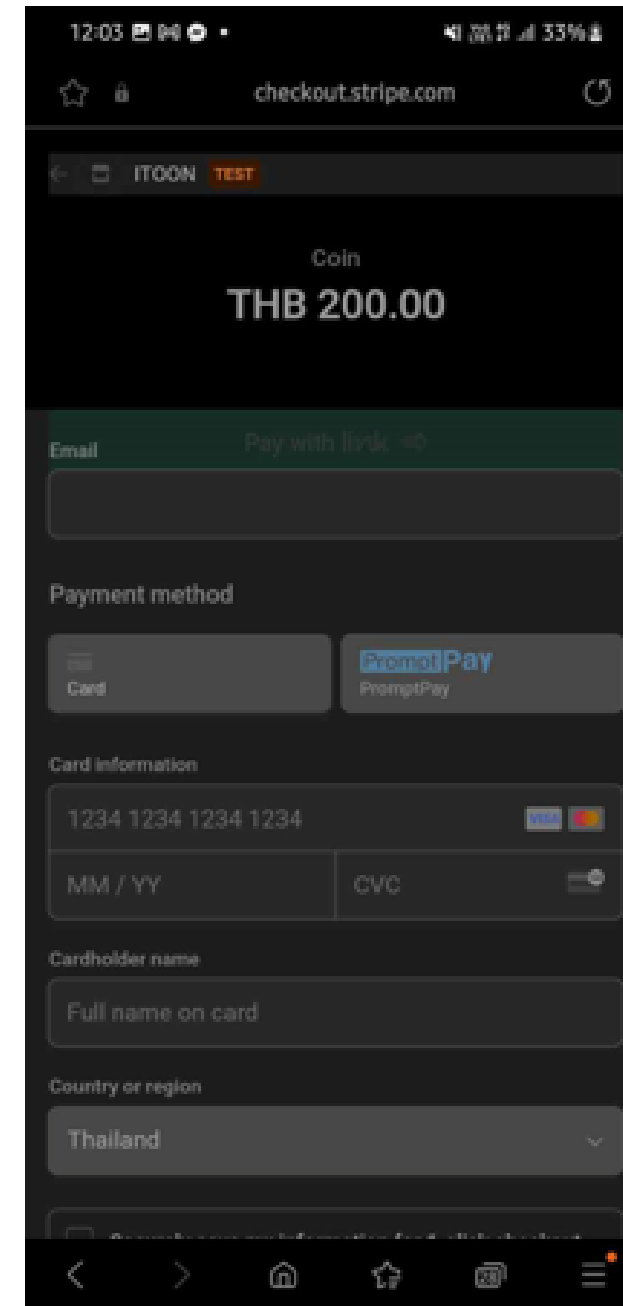 12:03 33%
checkout.stripe.com
ITOON TEST
Coin
THB 200.00
Pay with link
Email
Payment method
Card
PromptPay
PromptPay
Card information
1234 1234 1234 1234
VISA
MM / YY CVC
Cardholder name
Full name on card
Country or region
Thailand
28